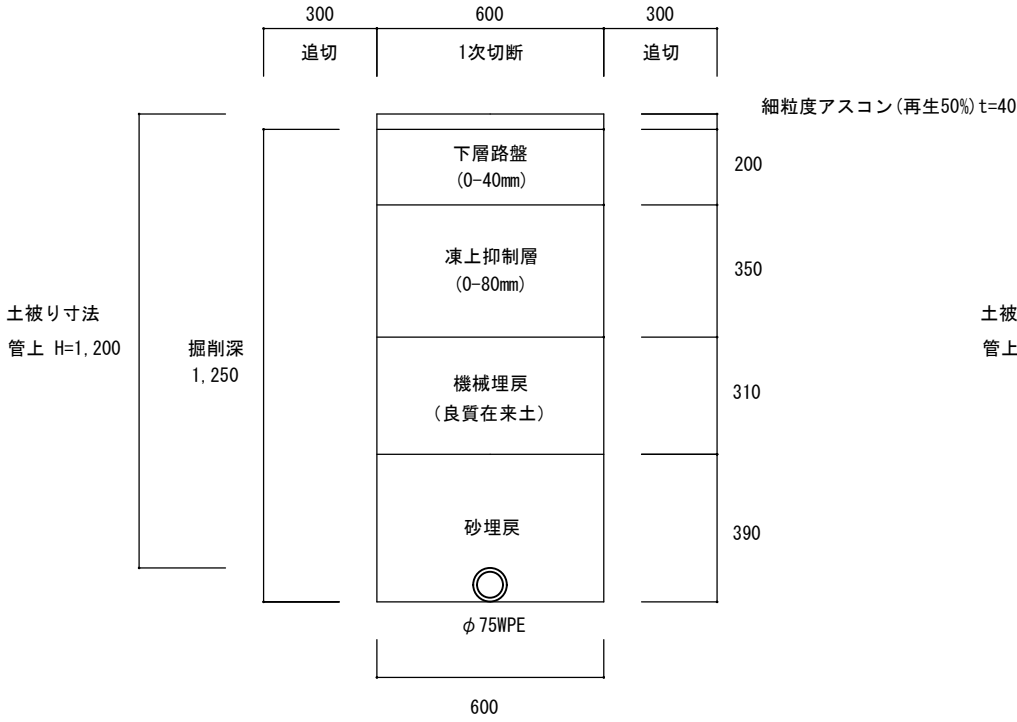 300 600 300
追切 1次切断 追切
細粒度アスコン(再生50%)t=40
下層路盤
(0-40mm)
200
凍上抑制層
(0-80mm)
350
土被り寸法
管上 H=1,200
掘削深
1,250
土被
管上
機械埋戻
(良質在来土)
310
砂埋戻
390
φ75WPE
600